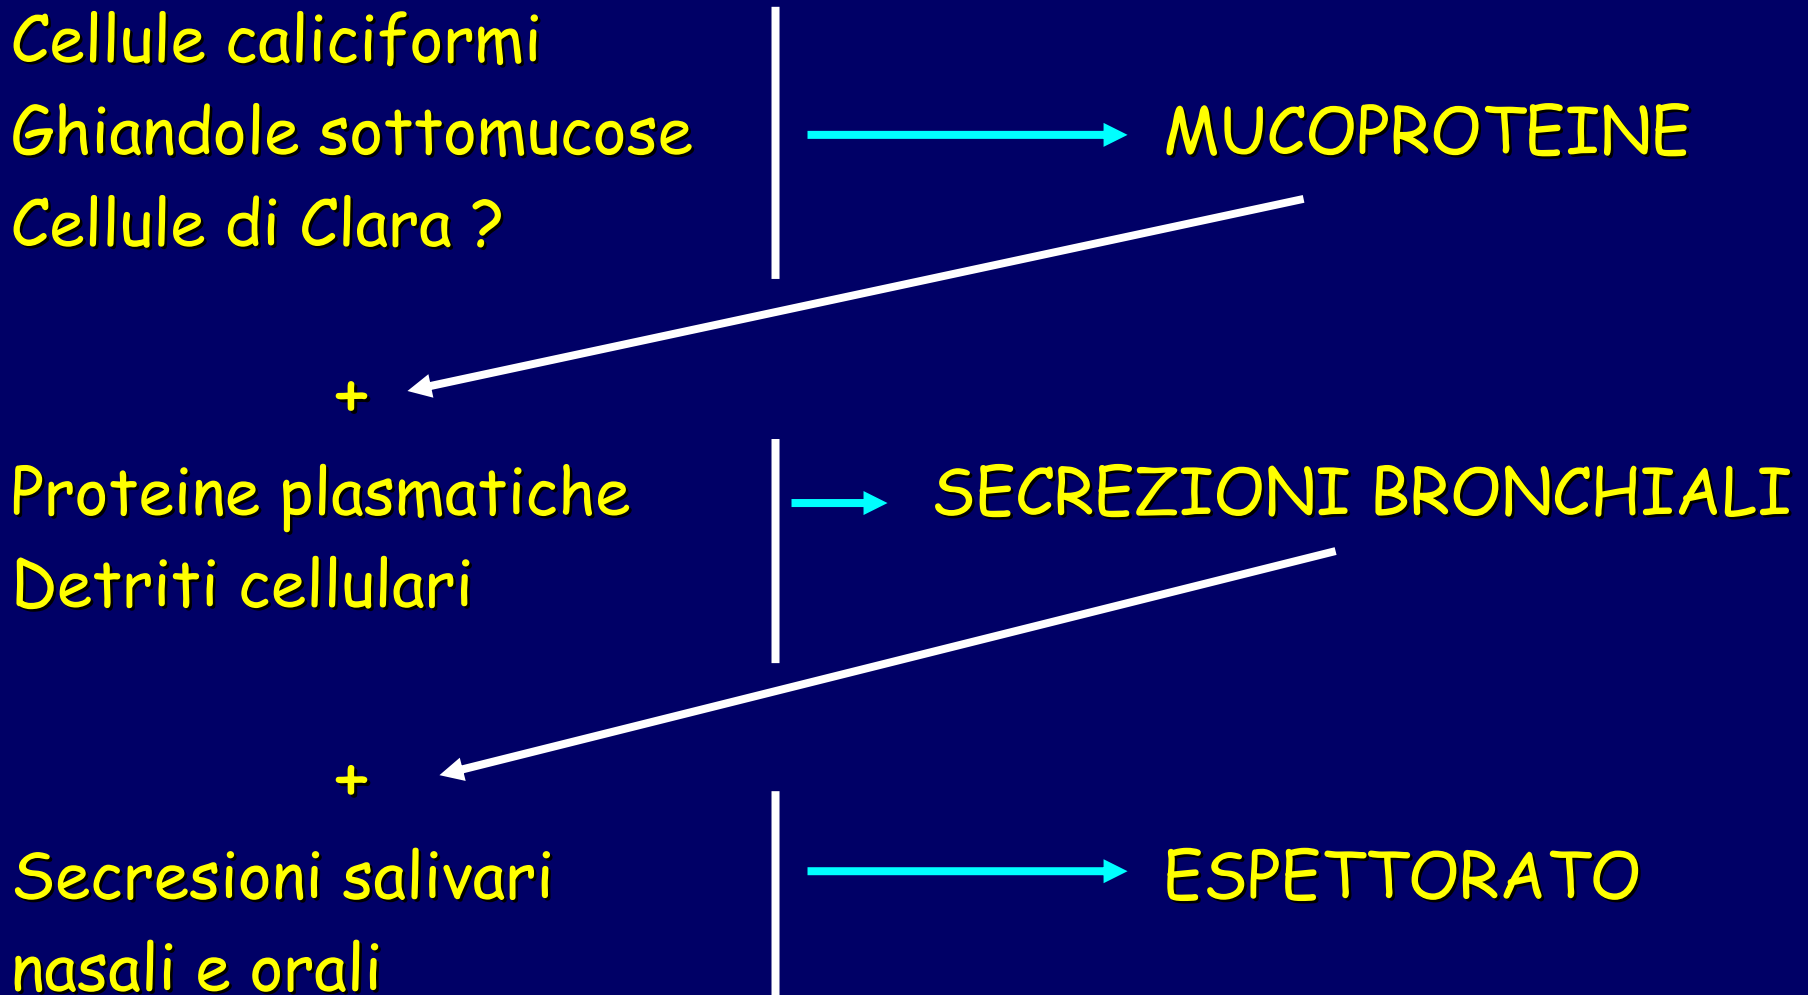 Cellule caliciformi
Ghiandole sottomucose
MUCOPROTEINE
Cellule di Clara ?
+
Proteine plasmatiche
SECREZIONI BRONCHIALI
Detriti cellulari
+
Secresioni salivari
ESPETTORATO
nasali e orali